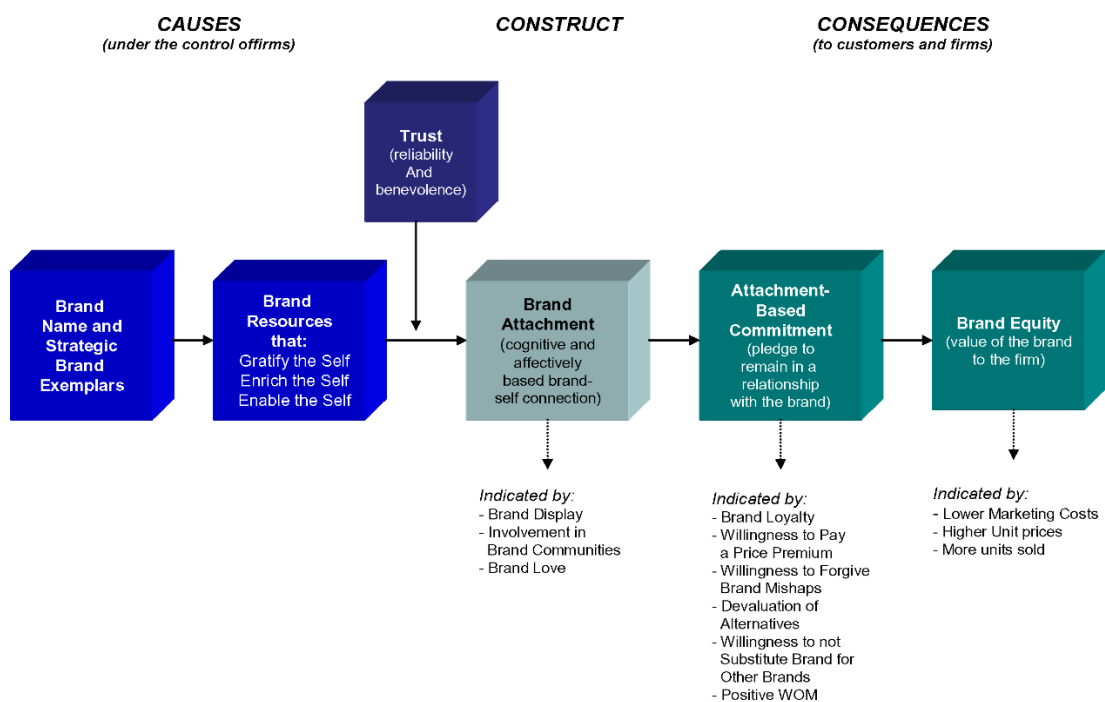 CAUSES
(under the control offirms)
CONSTRUCT
CONSEQUENCES
(to customers and firms)
Trust
(reliability
And
benevolence)
Brand
Name and
Strategic
Brand
Exemplars
Brand
Resources
that:
Gratify the Self
Enrich the Self
Enable the Self
Brand
Attachment
(cognitive and
affectively
based brand-
self connection)
Attachment-
Based
Commitment
(pledge to
remain in a
relationship
with the brand)
Brand Equity
(value of the brand
to the firm)
Indicated by:
- Brand Display
- Involvement in
Brand Communities
- Brand Love
Indicated by:
- Brand Loyalty
- Willingness to Pay
a Price Premium
- Willingness to Forgive
Brand Mishaps
- Devaluation of
Alternatives
- Willingness to not
Substitute Brand for
Other Brands
- Positive WOM
Indicated by:
- Lower Marketing Costs
- Higher Unit prices
- More units sold